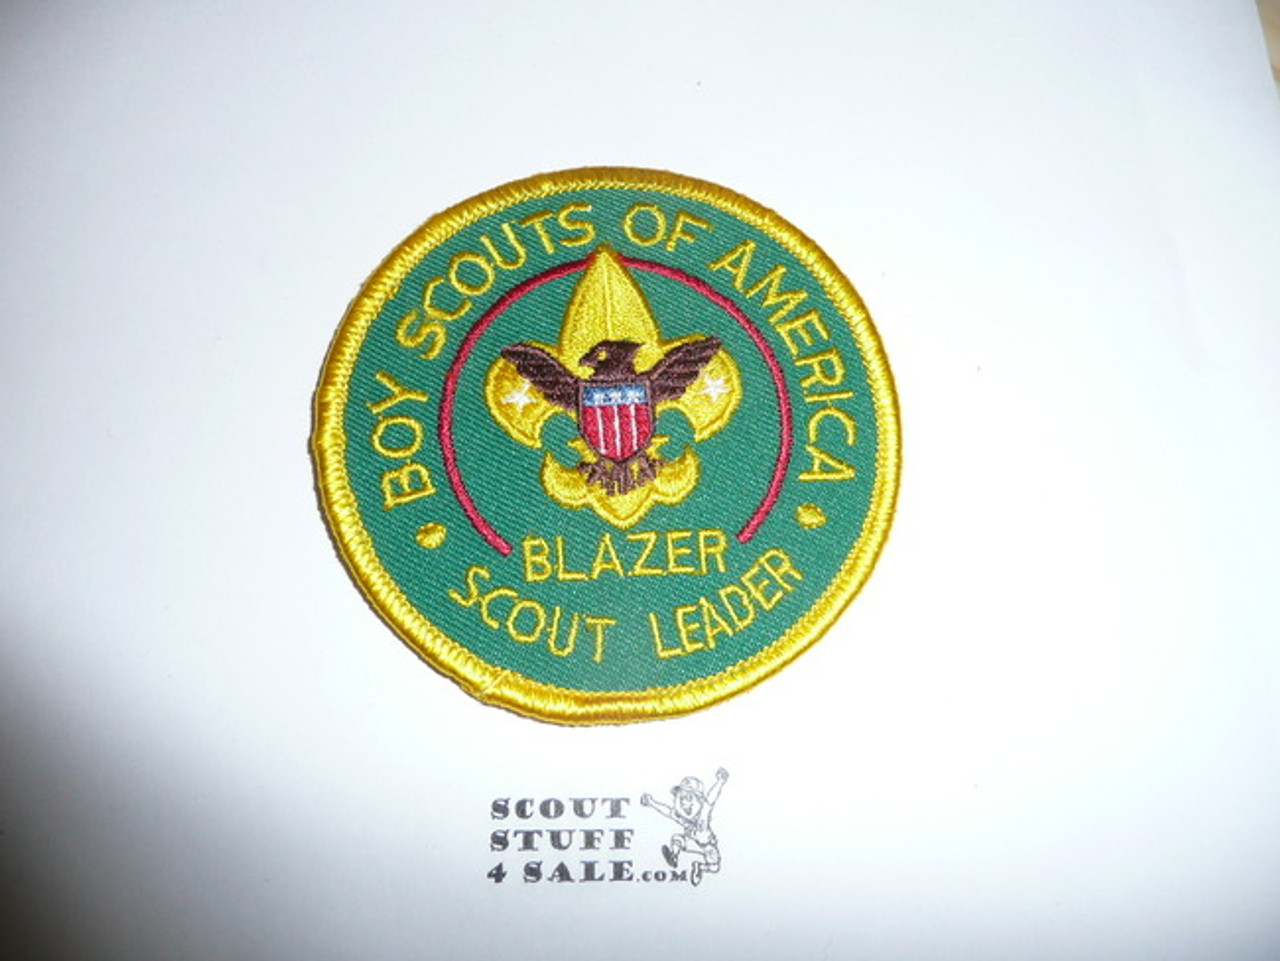 BOY SCOUTS OF AMERICA
BLAZER
SCOUT LEADER
SCOUT
STUFF
4 SALE.COM